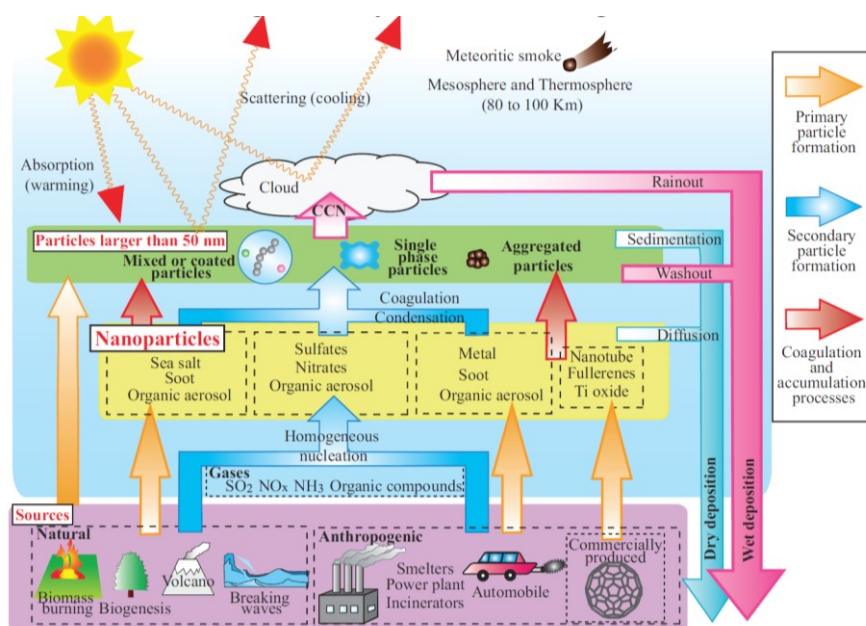 Meteoritic smoke
Mesosphere and Thermosphere
(80 to 100 Km)
Scattering (cooling)
Absorption
(warming)
Cloud
CCN
Rainout
Particles larger than 50 nm
Mixed or coated
particles
Single
phase
particles
Aggregated
particles
Sedimentation
Washout
Coagulation
Condensation
Nanoparticles
Diffusion
Sea salt
Soot
Organic aerosol
Sulfates
Nitrates
Organic aerosol
Metal
Soot
Organic aerosol
Nanotube
Fullerenes
Ti oxide
Homogeneous
nucleation
Gases
SO₂ NOₓ NH₃ Organic compounds
Sources
Natural
Biomass
burning
Biogenesis
Volcano
Breaking
waves
Anthropogenic
Smelters
Power plant
Incinerators
Automobile
Commercially
produced
Dry deposition
Wet deposition
Primary
particle
formation
Secondary
particle
formation
Coagulation
and
accumulation
processes